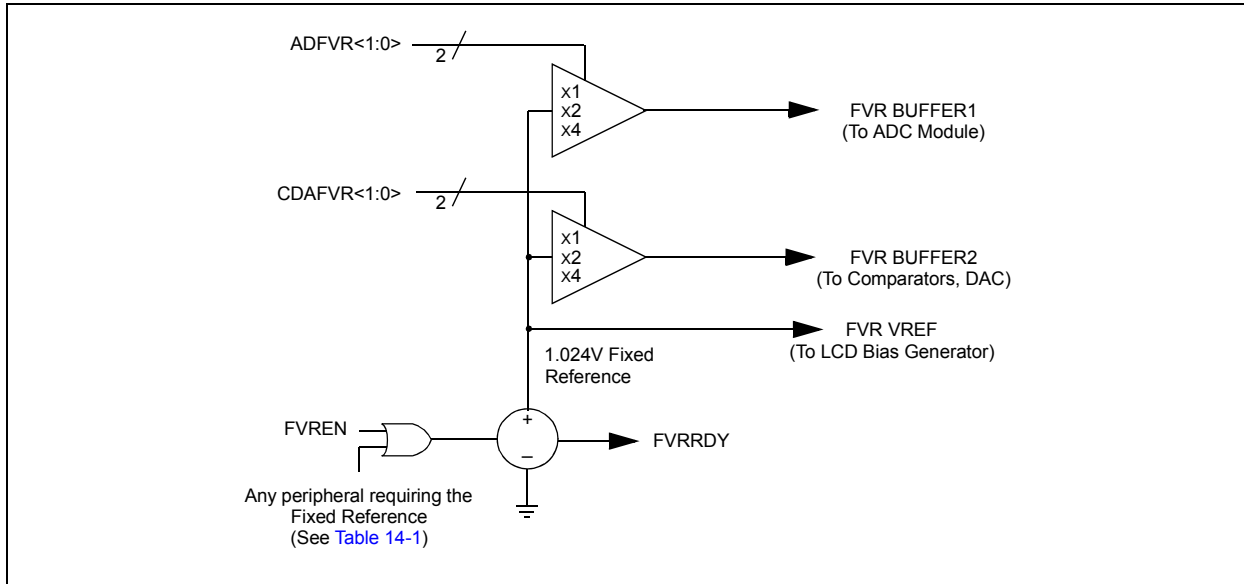 ADFVR<1:0>
2
X1
X2
X4
FVR BUFFER1
(To ADC Module)
CDAFVR<1:0>
2
X1
X2
X4
FVR BUFFER2
(To Comparators, DAC)
FVR VREF
(To LCD Bias Generator)
1.024V Fixed
Reference
+
–
FVREN
FVRRDY
Any peripheral requiring the
Fixed Reference
(See Table 14-1)